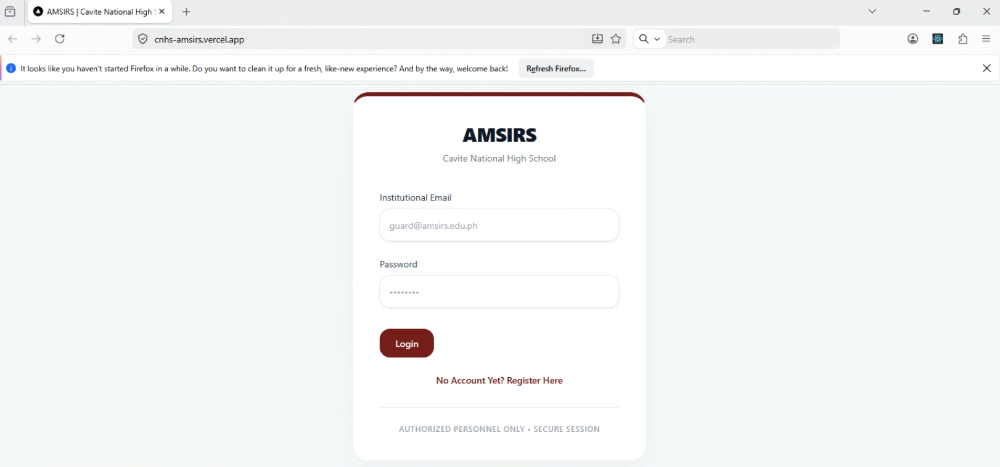 AMSIRS | Cavite National High S
cnhs-amsirs.vercel.app
Search
It looks like you haven't started Firefox in a while. Do you want to clean it up for a fresh, like-new experience? And by the way, welcome back!
Refresh Firefox...
AMSIRS
Cavite National High School
Institutional Email
guard@amsirs.edu.ph
Password
••••••••
Login
No Account Yet? Register Here
AUTHORIZED PERSONNEL ONLY • SECURE SESSION